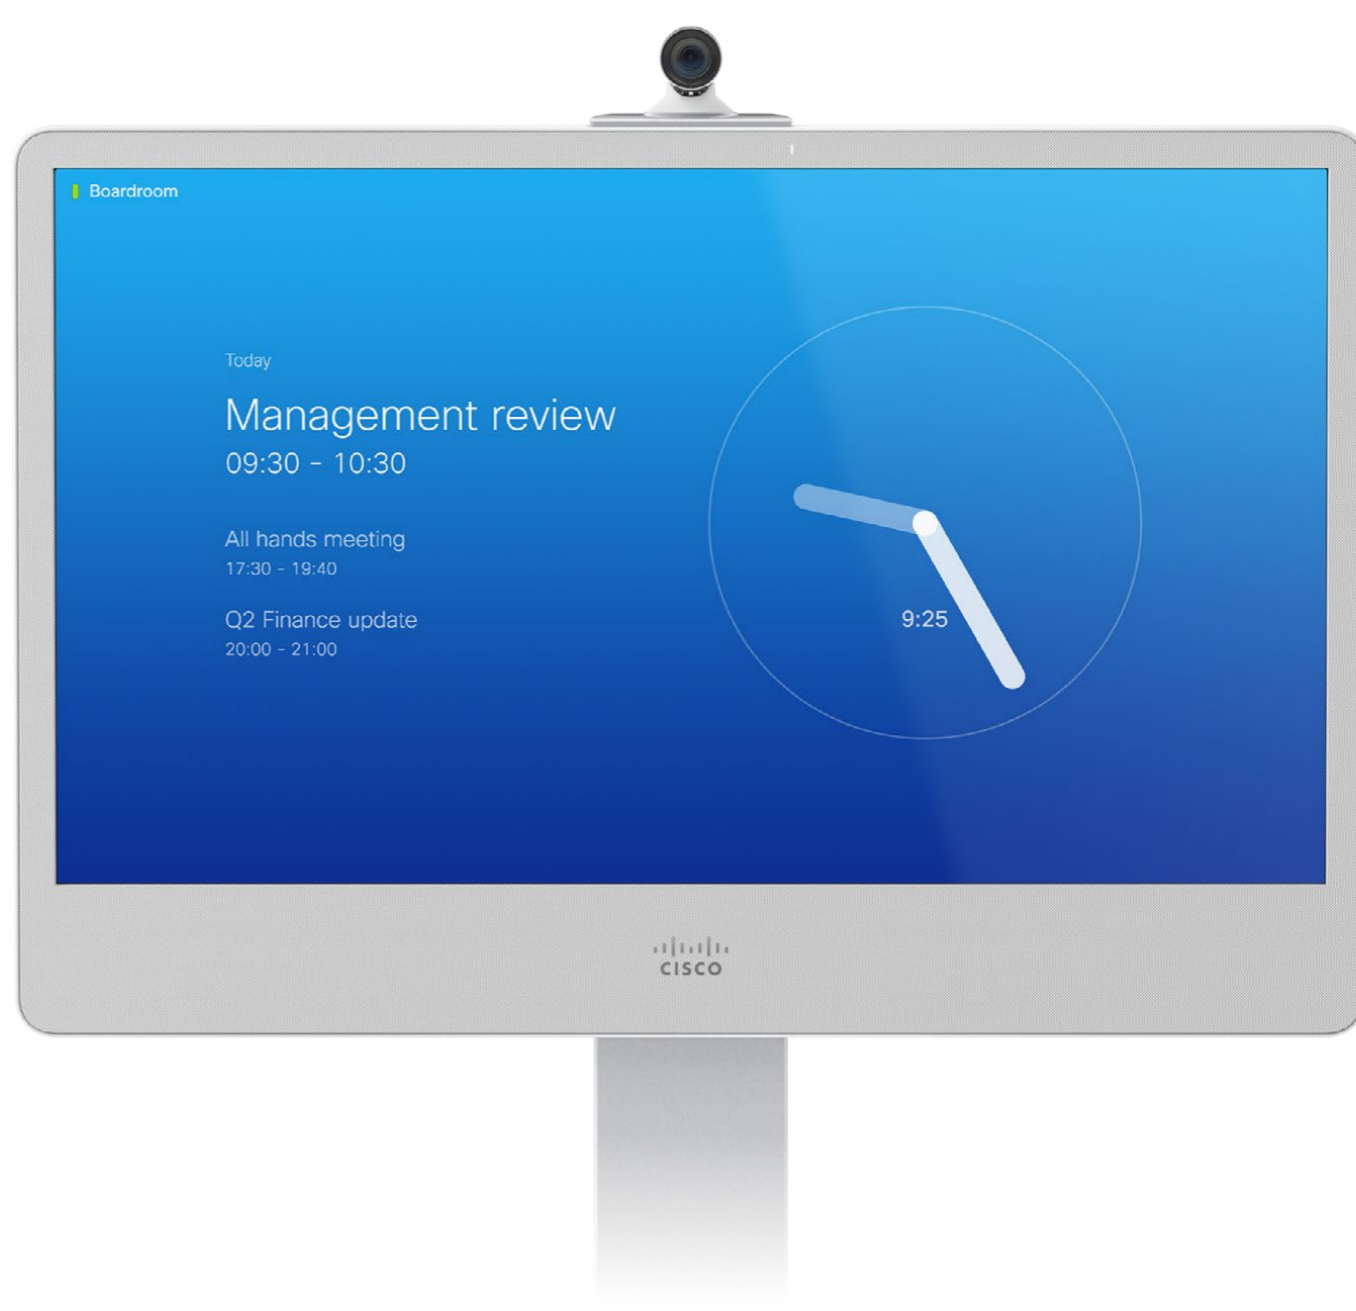 Boardroom
Today
Management review
09:30 - 10:30
All hands meeting
17:30 - 19:40
Q2 Finance update
20:00 - 21:00
9:25
CISCO